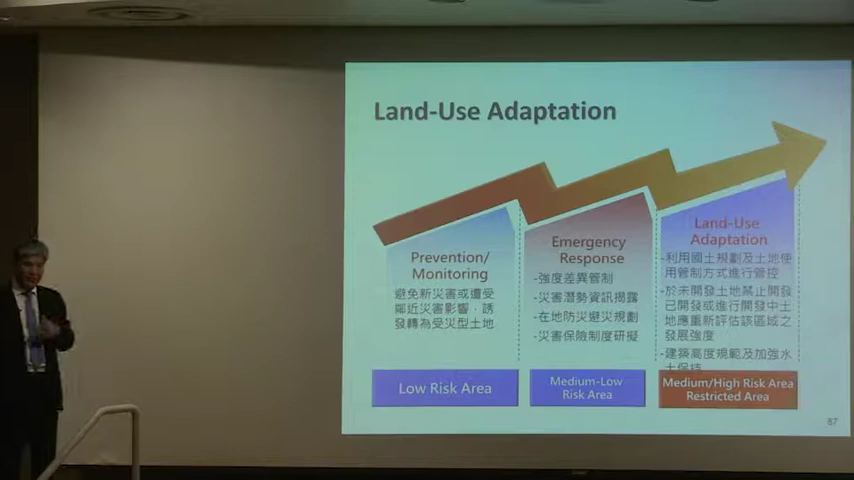 Land-Use Adaptation
Prevention/
Monitoring
避免新災害或遭受
鄰近災害影響，誘
發轉為受災型土地
Low Risk Area
Emergency
Response
-強度差異管制
-災害潛勢資訊揭露
-在地防災避災規劃
-災害保險制度研擬
Medium-Low
Risk Area
Land-Use
Adaptation
-利用國土規劃及土地使
用管制方式進行管控
-於未開發土地禁止開發
已開發或進行開發中土
地應重新評估該區域之
發展強度
-建築高度規範及加強水
土保持
Medium/High Risk Area
Restricted Area
87